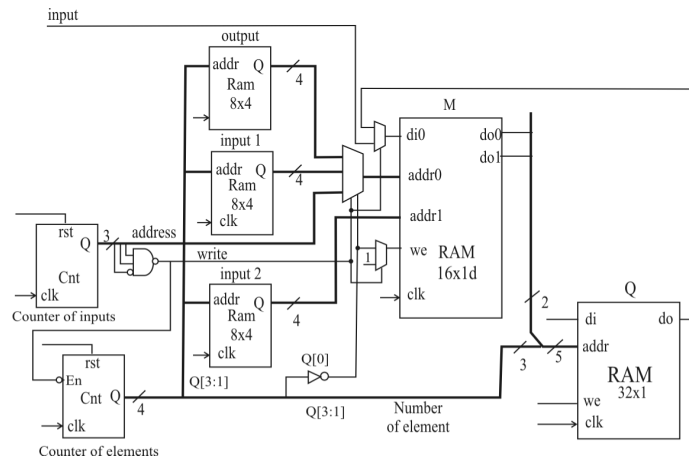 input
output
addr Q
Ram
8x4
4
input 1
addr Q
Ram
8x4
clk
4
M
di0
do0
do1
addr0
addr1
we
RAM
16x1d
clk
1
rst
Q
3
Cnt
clk
Counter of inputs
address
write
input 2
addr Q
Ram
8x4
clk
4
rst
En
Cnt Q
clk
4
Counter of elements
Q[3:1]
Q[0]
Q[3:1]
Number
of element
2
3
5
Q
di do
addr
RAM
32x1
we
clk